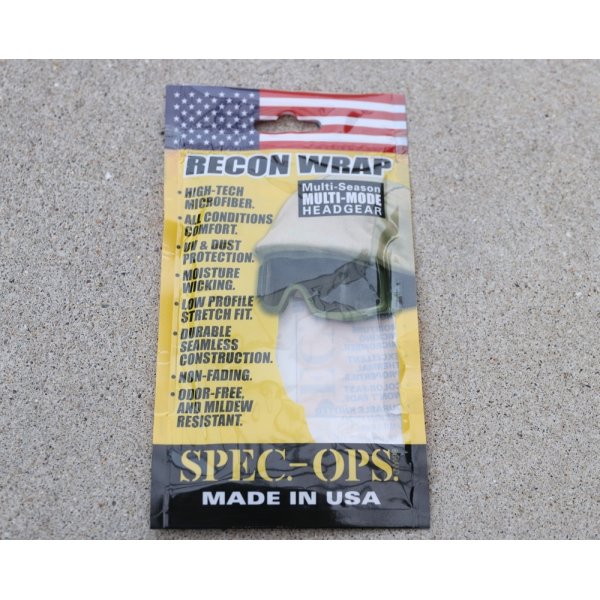 RECON WRAP
Multi-Season
MULTI-MODE
HEADGEAR
• HIGH-TECH
MICROFIBER.
• ALL CONDITIONS
COMFORT.
• UV & DUST
PROTECTION.
• MOISTURE
WICKING.
• LOW PROFILE
STRETCH FIT.
• DURABLE
SEAMLESS
CONSTRUCTION.
• NON-FADING.
• ODOR-FREE,
AND MILDEW
RESISTANT.
SPEC.-OPS.
MADE IN USA